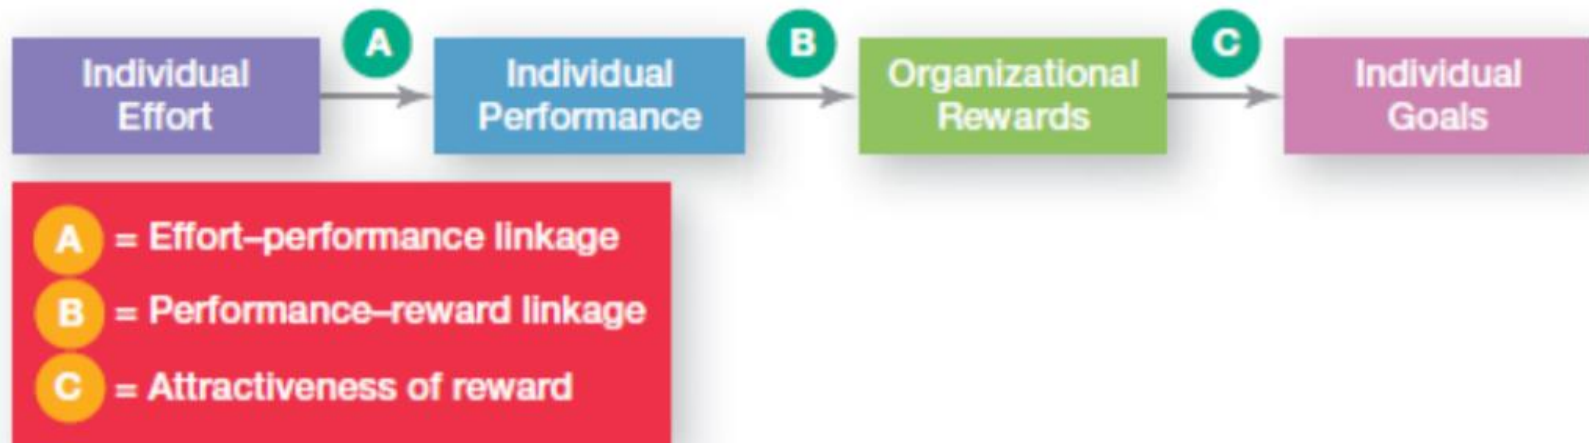 A
B
C
Individual
Effort
Individual
Performance
Organizational
Rewards
Individual
Goals
A = Effort–performance linkage
B = Performance–reward linkage
C = Attractiveness of reward